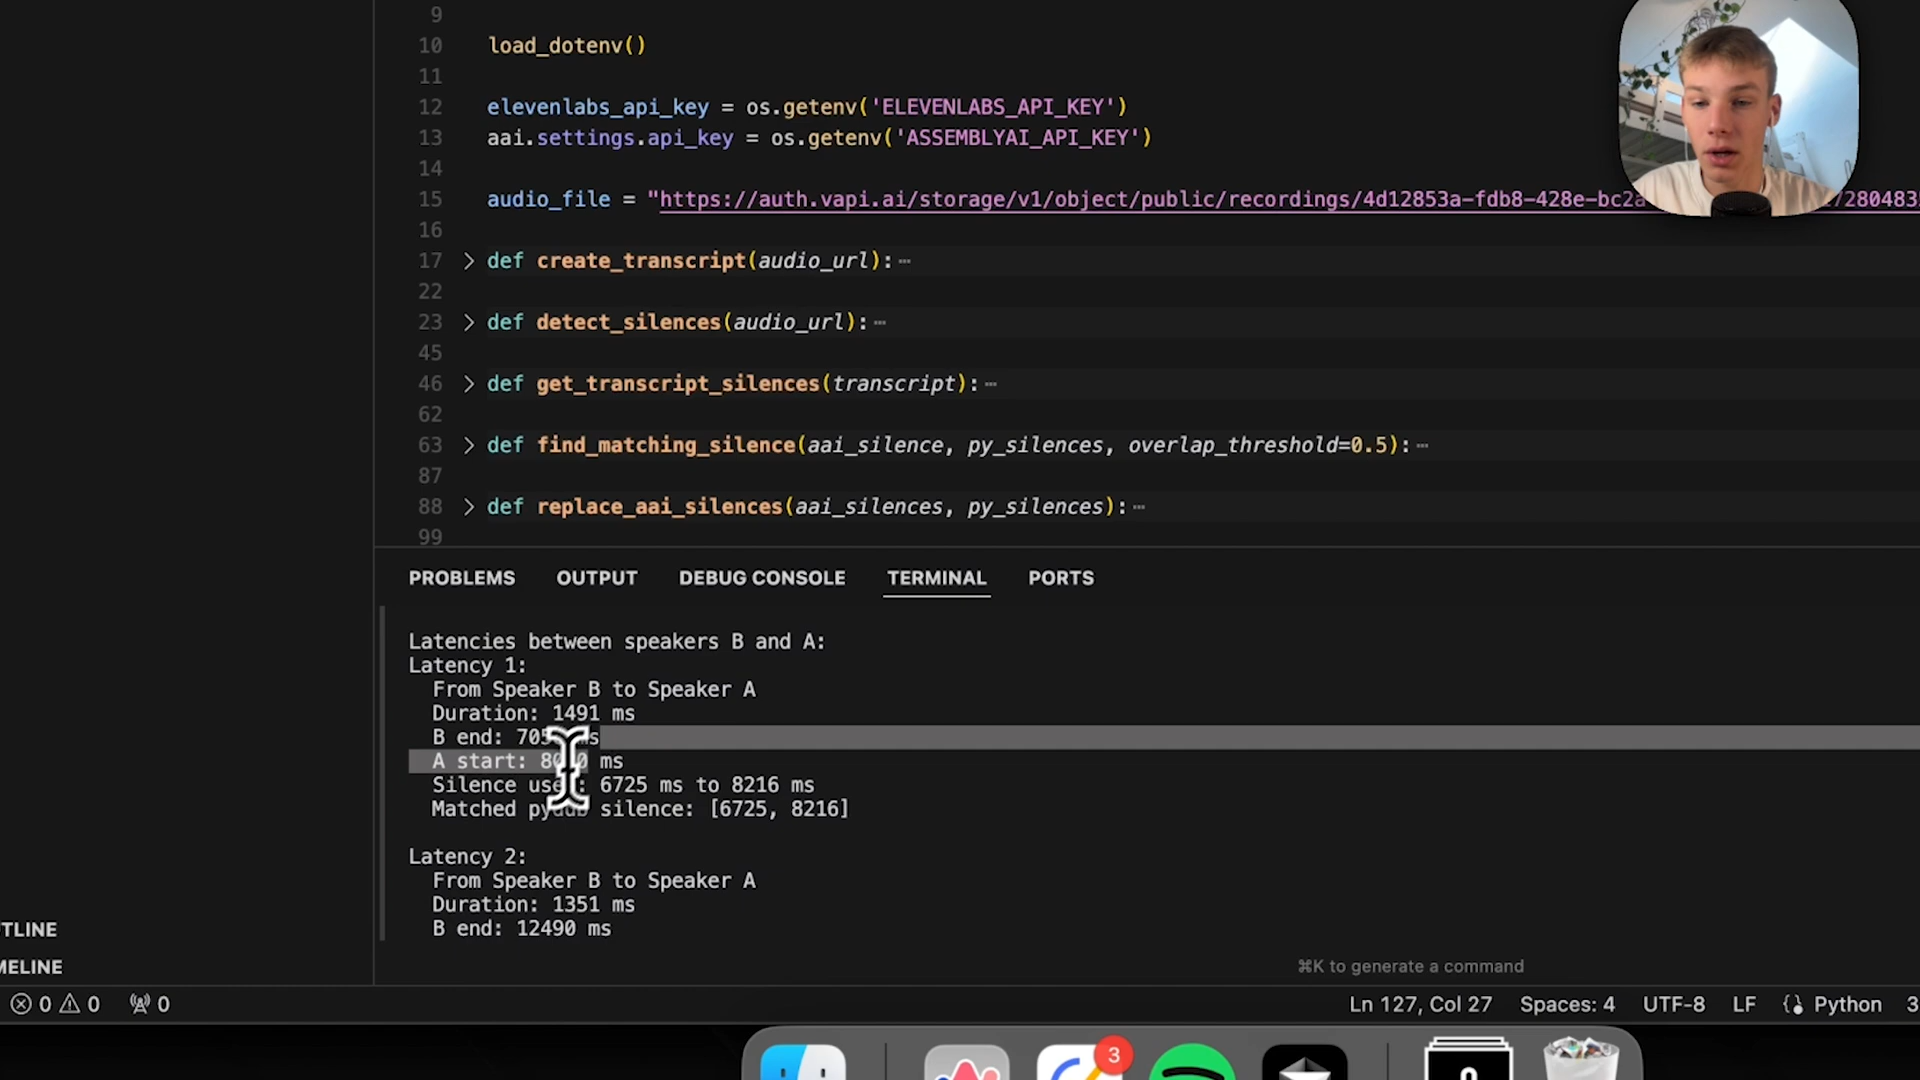 9
10 load_dotenv()
11
12 elevenlabs_api_key = os.getenv('ELEVENLABS_API_KEY')
13 aai.settings.api_key = os.getenv('ASSEMBLYAI_API_KEY')
14
15 audio_file = "https://auth.vapi.ai/storage/v1/object/public/recordings/4d12853a-fdb8-428e-bc2a
16
17 > def create_transcript(audio_url): ⋯
22
23 > def detect_silences(audio_url): ⋯
45
46 > def get_transcript_silences(transcript): ⋯
62
63 > def find_matching_silence(aai_silence, py_silences, overlap_threshold=0.5): ⋯
87
88 > def replace_aai_silences(aai_silences, py_silences): ⋯
99
PROBLEMS OUTPUT DEBUG CONSOLE TERMINAL PORTS
Latencies between speakers B and A:
Latency 1:
From Speaker B to Speaker A
Duration: 1491 ms
B end:
A start: ms
Silence 6725 ms to 8216 ms
Matched silence: [6725, 8216]
Latency 2:
From Speaker B to Speaker A
Duration: 1351 ms
B end: 12490 ms
TLINE
MELINE
⌘K to generate a command
0 0 0
Ln 127, Col 27 Spaces: 4 UTF-8 LF Python 3
3